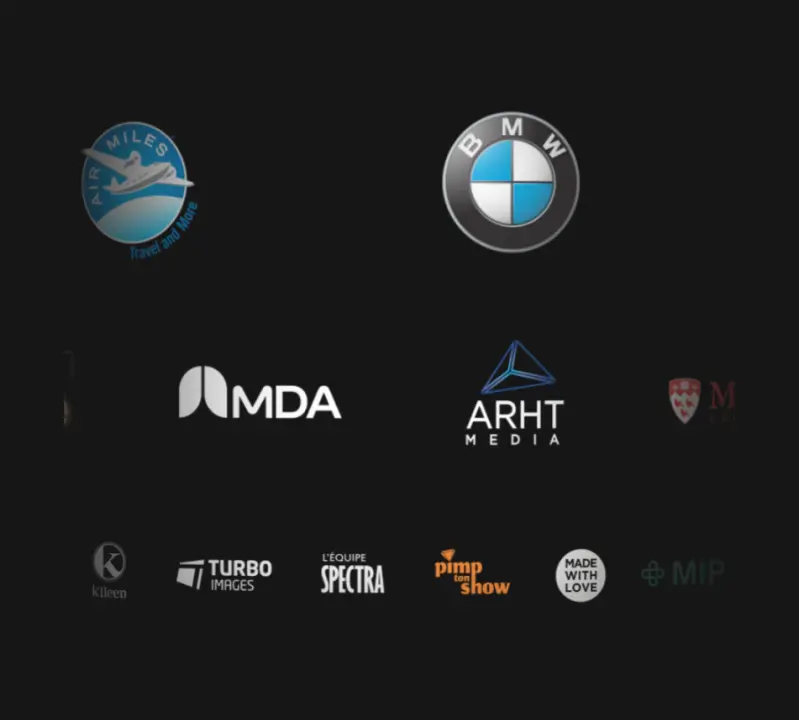 AIR MILES
Travel and More
BMW
MDA
ARHT
MEDIA
M
k
kileen
TURBO
IMAGES
L'ÉQUIPE
SPECTRA
pimp
ton
show
MADE
WITH
LOVE
MIP